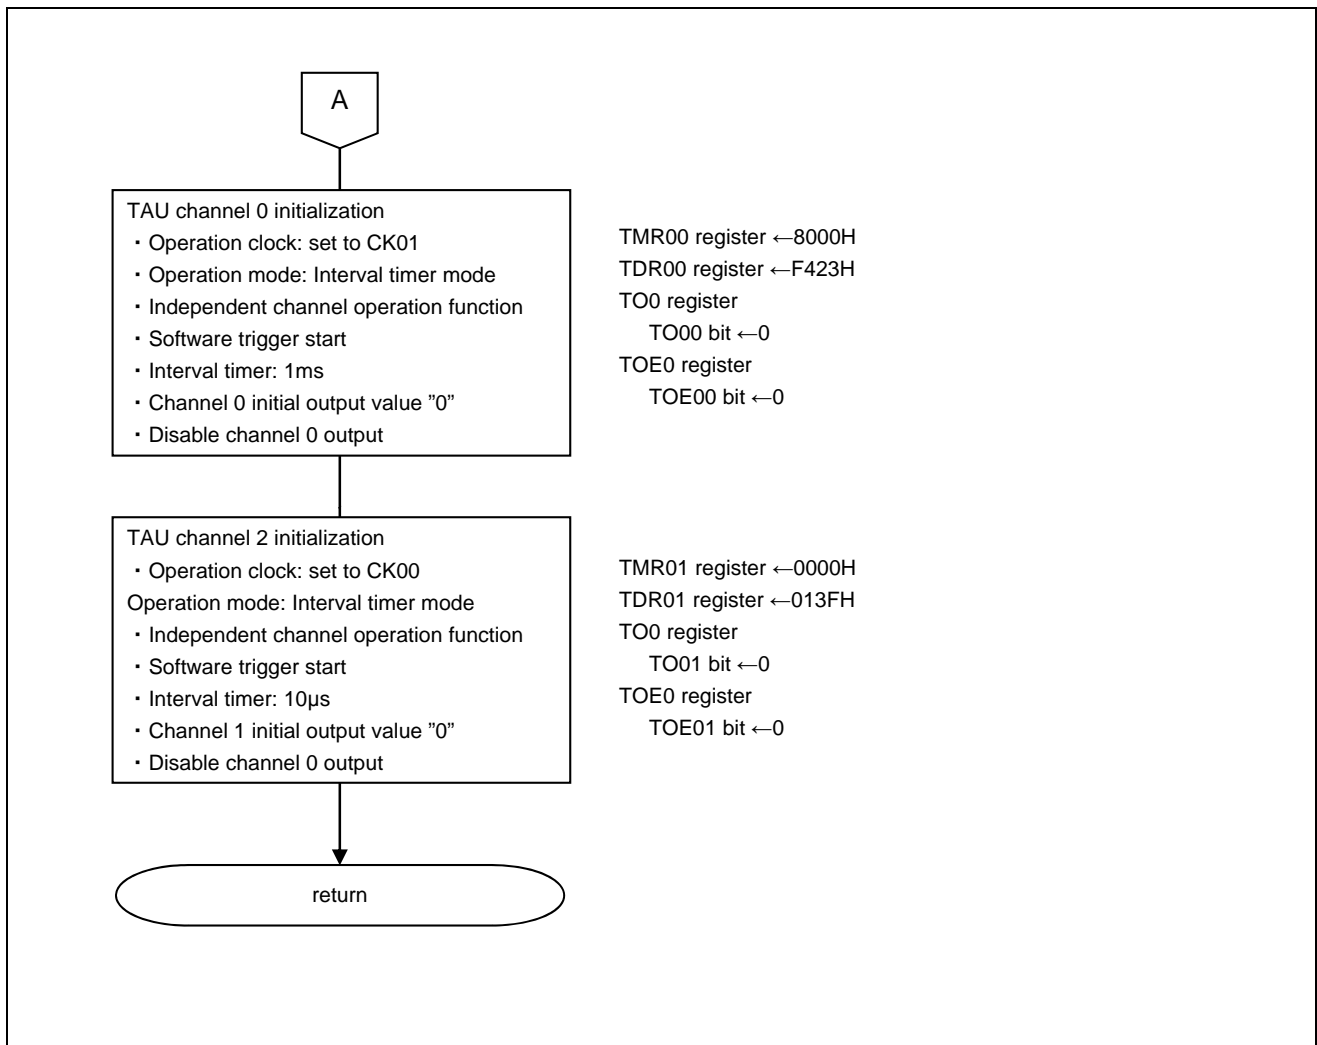 A
TAU channel 0 initialization
・Operation clock: set to CK01
・Operation mode: Interval timer mode
・Independent channel operation function
・Software trigger start
・Interval timer: 1ms
・Channel 0 initial output value ”0”
・Disable channel 0 output
TMR00 register ←8000H
TDR00 register ←F423H
TO0 register
TO00 bit ←0
TOE0 register
TOE00 bit ←0
TAU channel 2 initialization
・Operation clock: set to CK00
Operation mode: Interval timer mode
・Independent channel operation function
・Software trigger start
・Interval timer: 10μs
・Channel 1 initial output value ”0”
・Disable channel 0 output
TMR01 register ←0000H
TDR01 register ←013FH
TO0 register
TO01 bit ←0
TOE0 register
TOE01 bit ←0
return